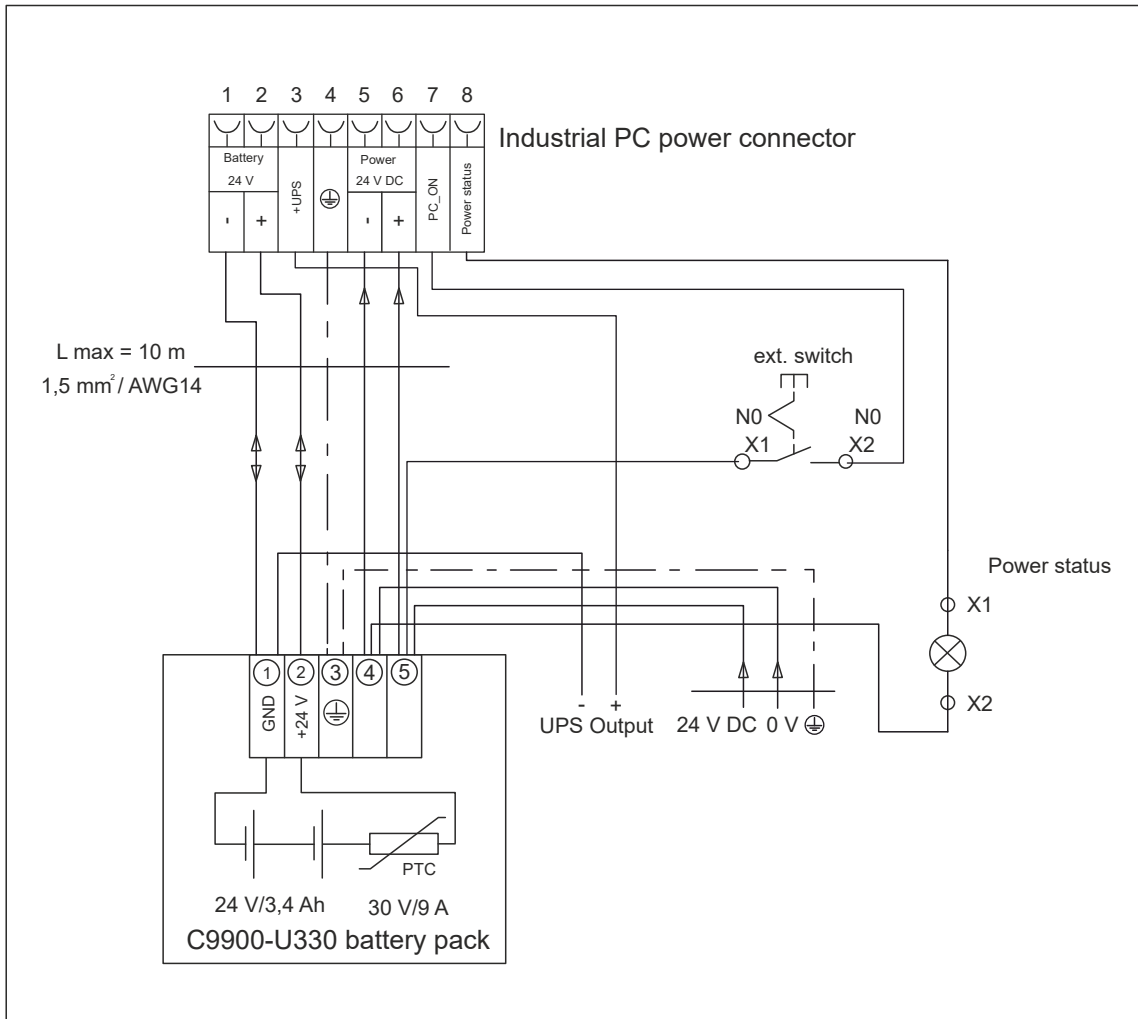 1 2 3 4 5 6 7 8
Industrial PC power connector
Battery
24 V
- +
+UPS
Power
24 V DC
- +
PC_ON
Power status
L max = 10 m
1,5 mm² / AWG14
ext. switch
N0 N0
X1 X2
Power status
X1
X2
1 2 3 4 5
GND
+24 V
- +
UPS Output
24 V DC 0 V
PTC
24 V/3,4 Ah
30 V/9 A
C9900-U330 battery pack